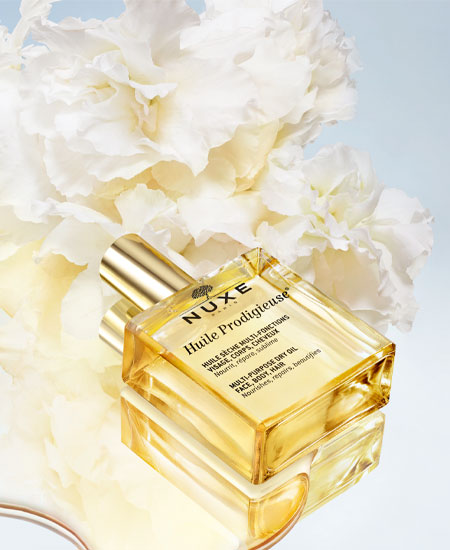 NUXE
PARIS
Huile Prodigieuse®
HUILE SÈCHE MULTI-FONCTIONS
VISAGE, CORPS, CHEVEUX
Nourrit, répare, sublime
MULTI-PURPOSE DRY OIL
FACE, BODY, HAIR
Nourishes, repairs, beautifies